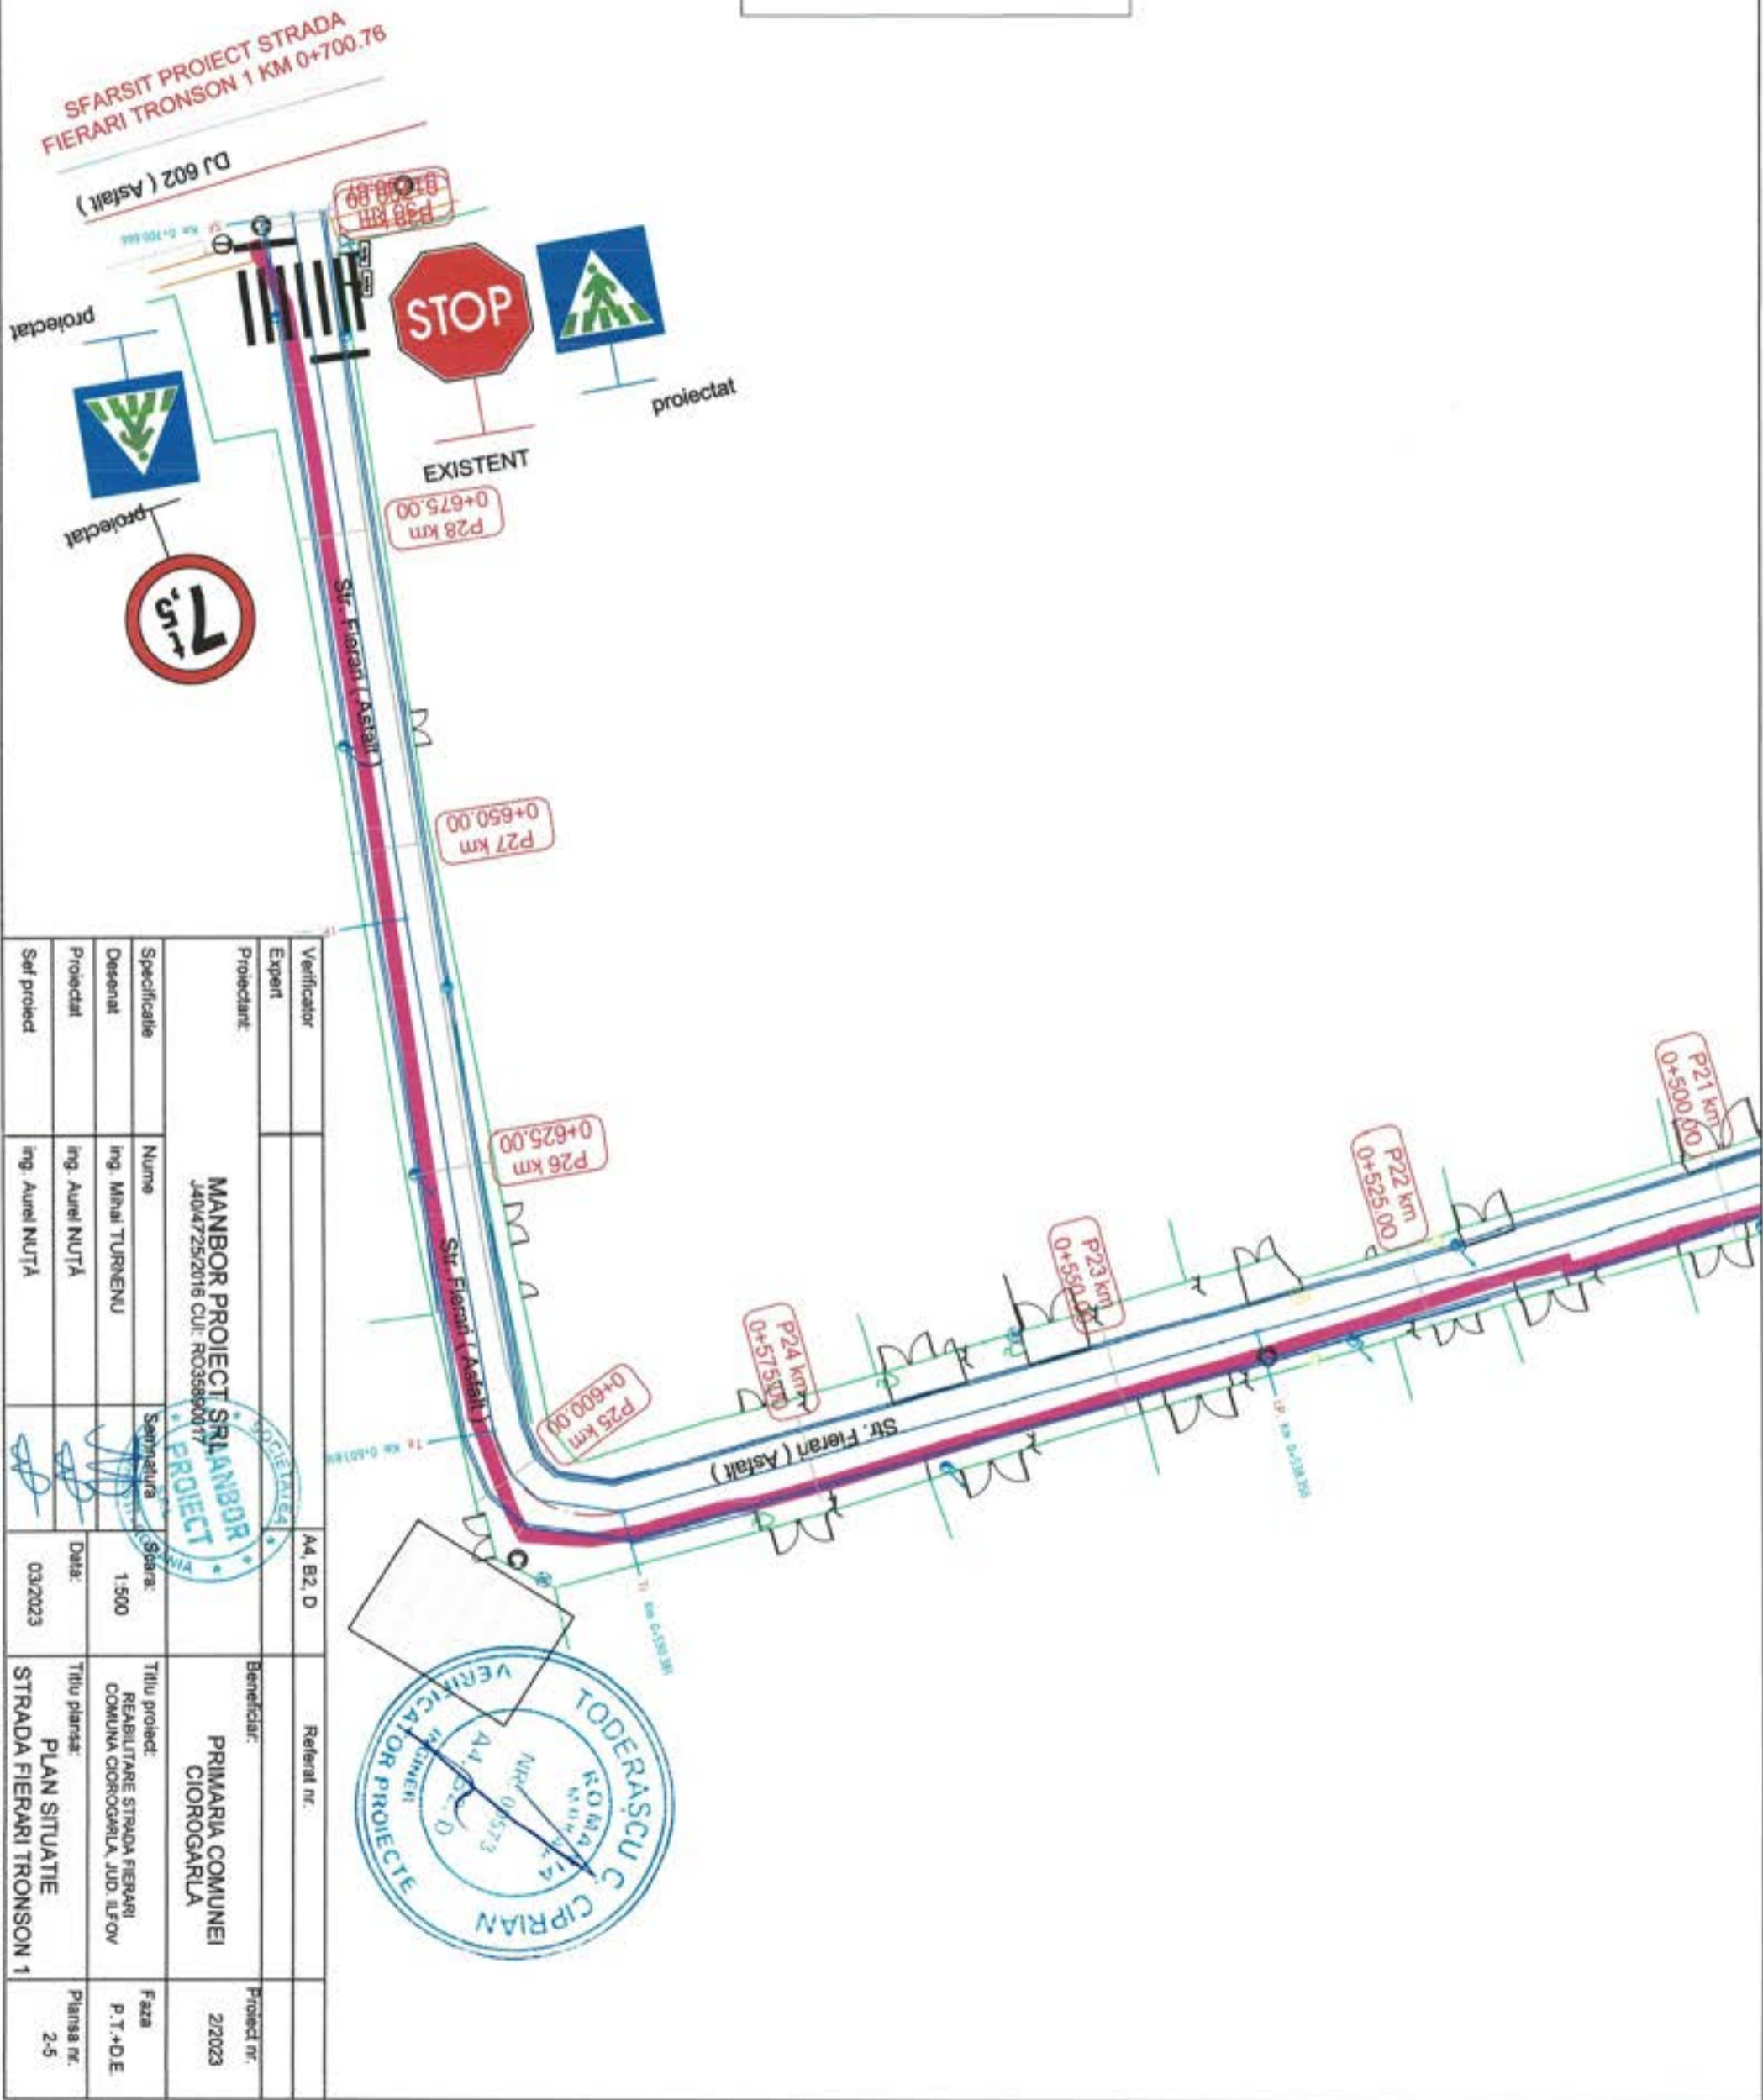 SFARSIT PROIECT STRADA
FIERARI TRONSON 1 KM 0+700.76
DJ 602 ( Asfalt )
proiectat
STOP
EXISTENT
proiectat
proiectat
7,5
t
P28 km
0+675.00
Str. Fierari ( Asfalt )
P27 km
0+650.00
P26 km
0+625.00
Str. Fierari ( Asfalt )
P25 km
0+600.00
P24 km
0+575.00
P23 km
0+550.00
P22 km
0+525.00
P21 km
0+500.00
Str. Fierari ( Asfalt )
TODERAȘCU C. CIPRIAN
VERIFICATOR PROIECTE
INGINER
Verificator
A4, B2, D
Referat nr.
Expert
Proiectant:
MANBOR PROIECT SRL
J40/4725/2016 CUI: RO35890017
SOCIETATEA
MANBOR
PROIECT
Beneficiar:
PRIMARIA COMUNEI
CIOROGARLA
Proiect nr.
2/2023
Specificatie
Nume
Semnatura
Scara:
1:500
Titlu proiect:
REABILITARE STRADA FIERARI
COMUNA CIOROGARLA, JUD. ILFOV
Faza
P.T.+D.E.
Desenat
ing. Mihai TURNENU
Proiectat
ing. Aurel NUȚĂ
Data:
03/2023
Titlu plansa:
PLAN SITUATIE
STRADA FIERARI TRONSON 1
Plansa nr.
2-5
Sef proiect
ing. Aurel NUȚĂ